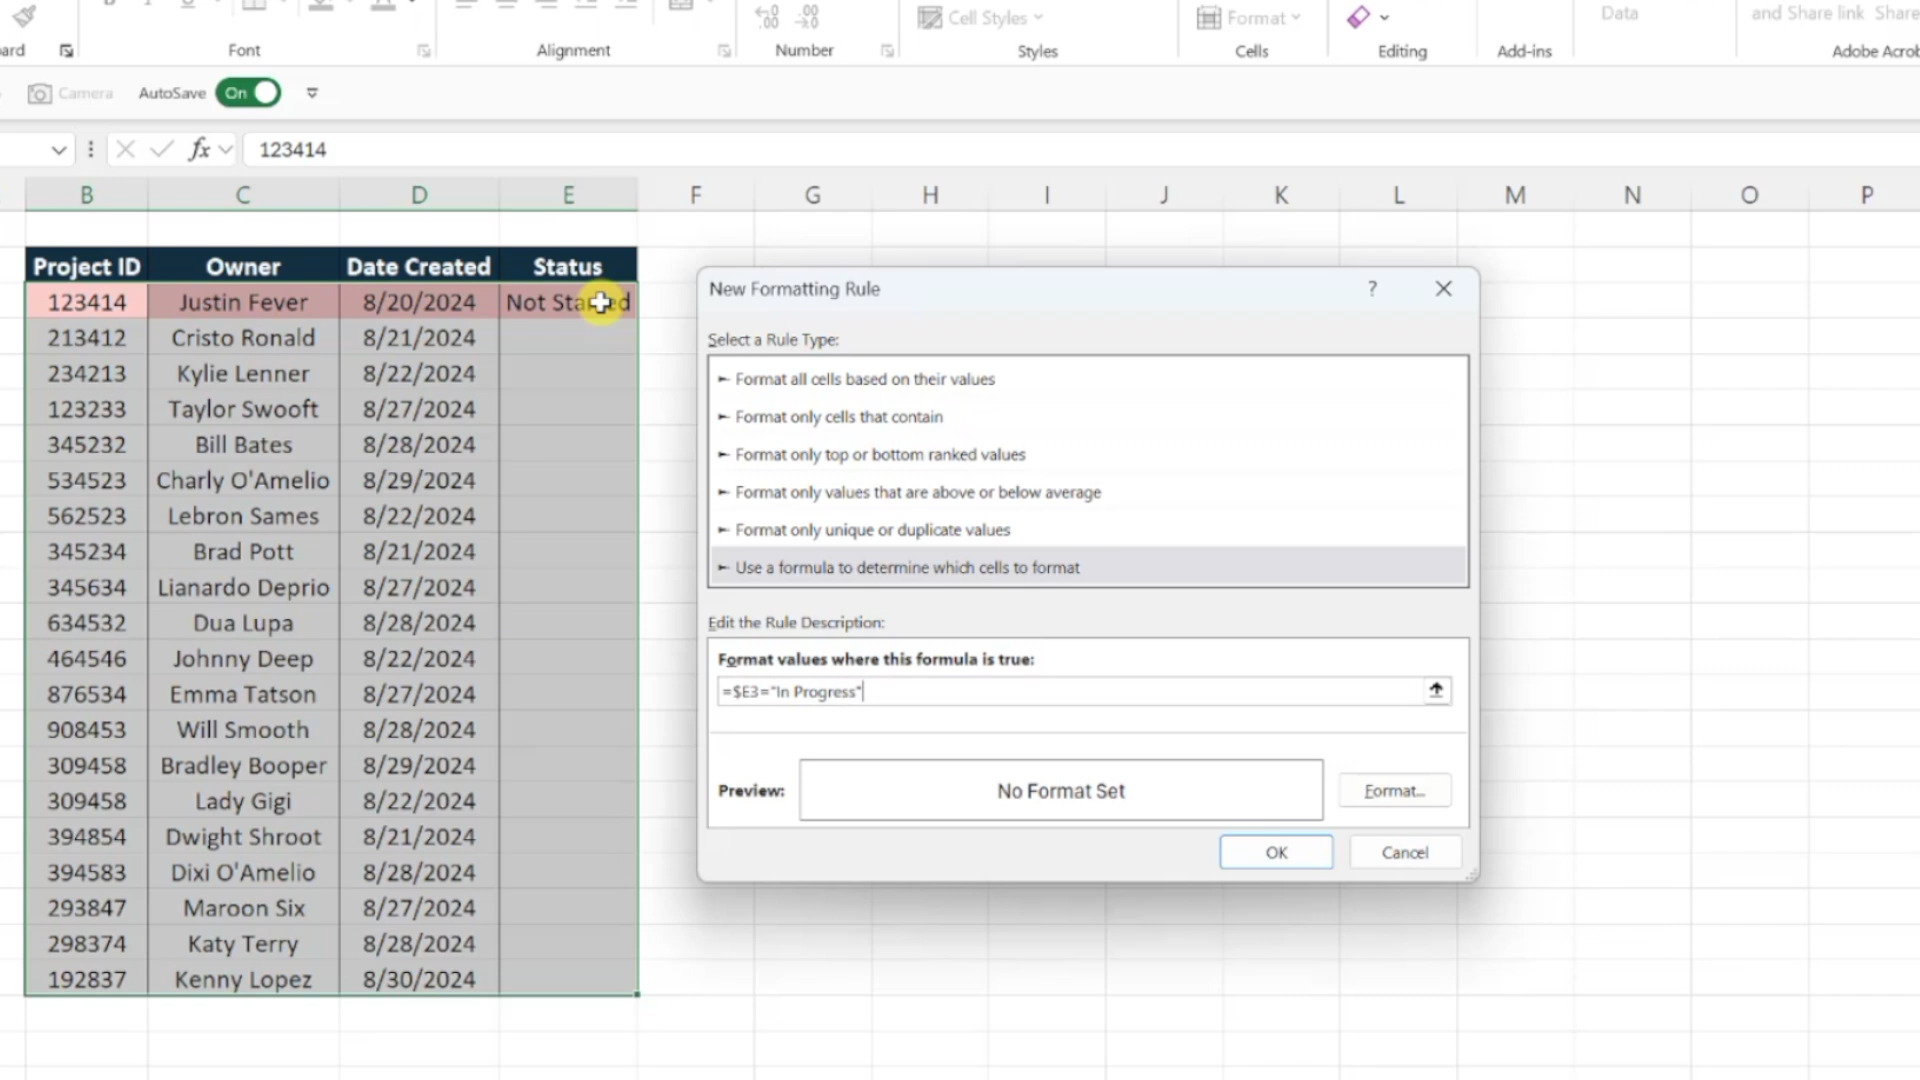 ard
Font
Alignment
Number
Cell Styles
Styles
Format
Cells
Editing
Add-ins
Data
and Share link Share
Adobe Acrob
Camera AutoSave On
fx 123414
B C D E F G H I J K L M N O P
Project ID Owner Date Created Status
123414 Justin Fever 8/20/2024 Not Started
213412 Cristo Ronald 8/21/2024
234213 Kylie Lenner 8/22/2024
123233 Taylor Swooft 8/27/2024
345232 Bill Bates 8/28/2024
534523 Charly O'Amelio 8/29/2024
562523 Lebron Sames 8/22/2024
345234 Brad Pott 8/21/2024
345634 Lianardo Deprio 8/27/2024
634532 Dua Lupa 8/28/2024
464546 Johnny Deep 8/22/2024
876534 Emma Tatson 8/27/2024
908453 Will Smooth 8/28/2024
309458 Bradley Booper 8/29/2024
309458 Lady Gigi 8/22/2024
394854 Dwight Shroot 8/21/2024
394583 Dixi O'Amelio 8/28/2024
293847 Maroon Six 8/27/2024
298374 Katy Terry 8/28/2024
192837 Kenny Lopez 8/30/2024
New Formatting Rule ?
Select a Rule Type:
► Format all cells based on their values
► Format only cells that contain
► Format only top or bottom ranked values
► Format only values that are above or below average
► Format only unique or duplicate values
► Use a formula to determine which cells to format
Edit the Rule Description:
Format values where this formula is true:
=$E3="In Progress"
Preview: No Format Set Format...
OK Cancel